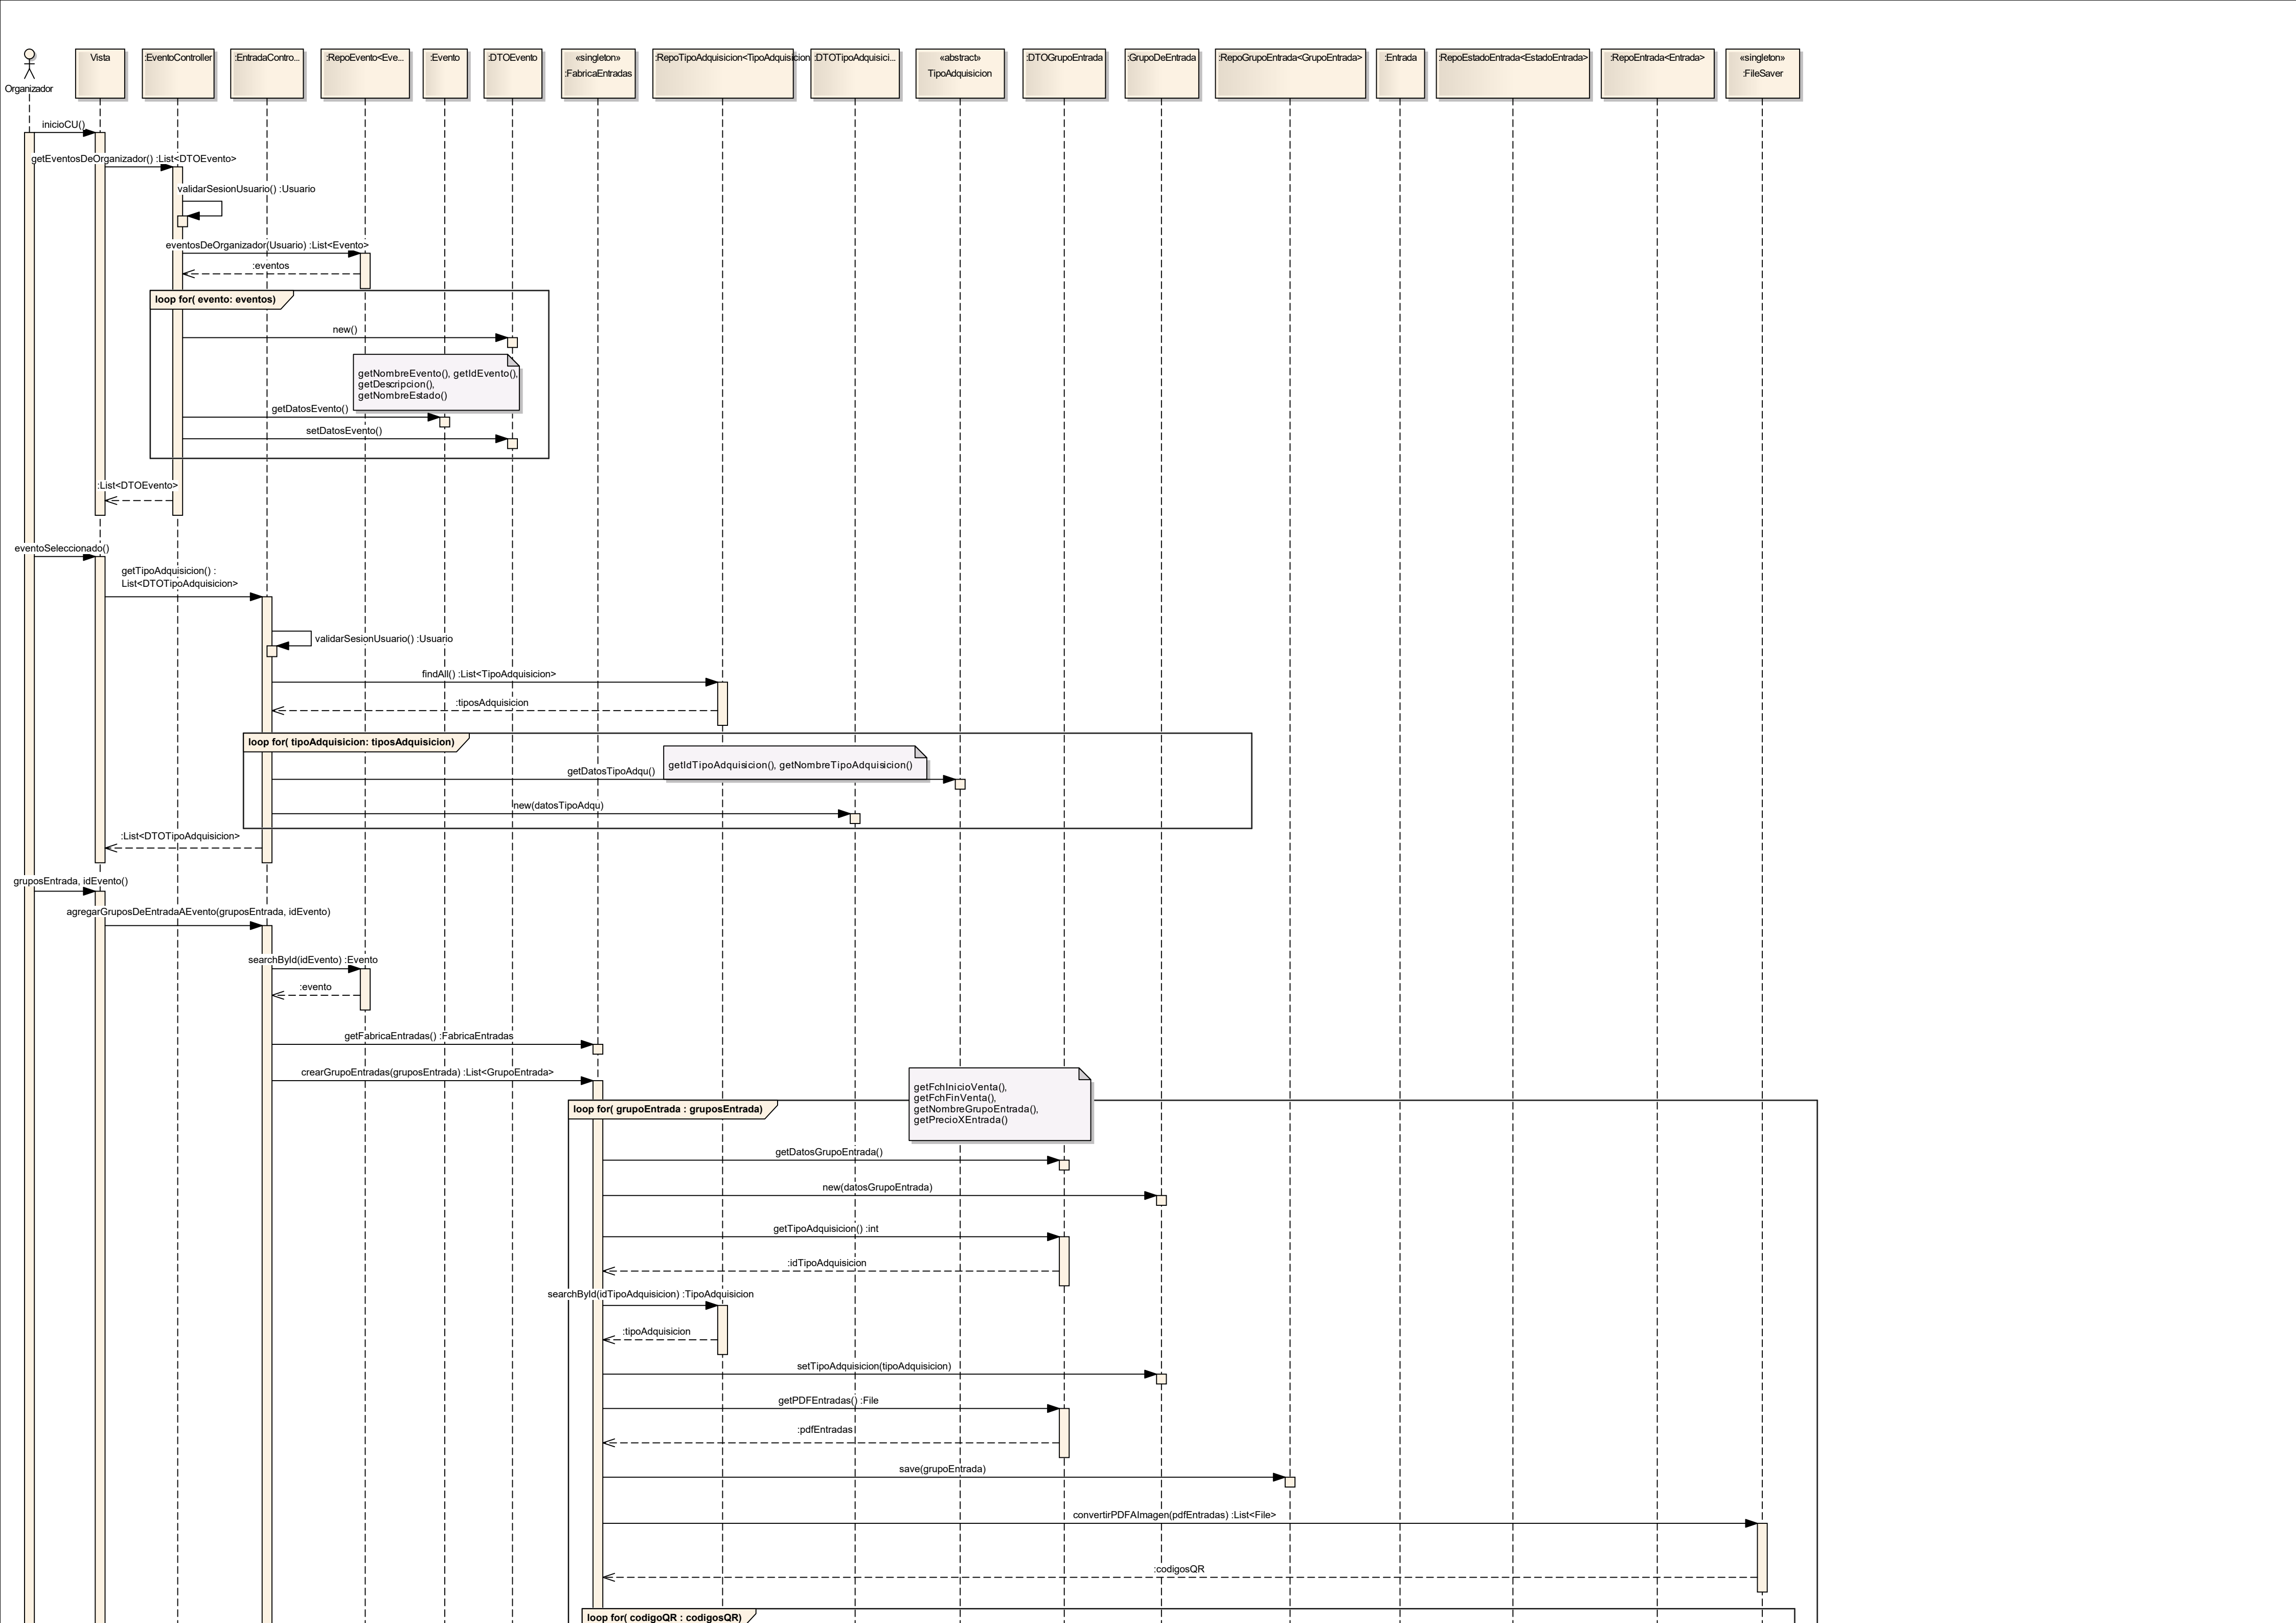 Organizador
Vista
:EventoController
:EntradaContro...
:RepoEvento<Eve...
:Evento
:DTOEvento
«singleton»
:FabricaEntradas
:RepoTipoAdquisicion<TipoAdquisicion
:DTOTipoAdquisici...
«abstract»
TipoAdquisicion
:DTOGrupoEntrada
:GrupoDeEntrada
:RepoGrupoEntrada<GrupoEntrada>
:Entrada
:RepoEstadoEntrada<EstadoEntrada>
:RepoEntrada<Entrada>
«singleton»
:FileSaver
inicioCU()
getEventosDeOrganizador() :List<DTOEvento>
validarSesionUsuario() :Usuario
eventosDeOrganizador(Usuario) :List<Evento>
:eventos
loop for( evento: eventos)
new()
getNombreEvento(), getIdEvento(),
getDescripcion(),
getNombreEstado()
getDatosEvento()
setDatosEvento()
:List<DTOEvento>
eventoSeleccionado()
getTipoAdquisicion() :
List<DTOTipoAdquisicion>
validarSesionUsuario() :Usuario
findAll() :List<TipoAdquisicion>
:tiposAdquisicion
loop for( tipoAdquisicion: tiposAdquisicion)
getIdTipoAdquisicion(), getNombreTipoAdquisicion()
getDatosTipoAdqu()
new(datosTipoAdqu)
:List<DTOTipoAdquisicion>
gruposEntrada, idEvento()
agregarGruposDeEntradaAEvento(gruposEntrada, idEvento)
searchById(idEvento) :Evento
:evento
getFabricaEntradas() :FabricaEntradas
crearGrupoEntradas(gruposEntrada) :List<GrupoEntrada>
getFchInicioVenta(),
getFchFinVenta(),
getNombreGrupoEntrada(),
getPrecioXEntrada()
loop for( grupoEntrada : gruposEntrada)
getDatosGrupoEntrada()
new(datosGrupoEntrada)
getTipoAdquisicion() :int
:idTipoAdquisicion
searchById(idTipoAdquisicion) :TipoAdquisicion
:tipoAdquisicion
setTipoAdquisicion(tipoAdquisicion)
getPDFEntradas() :File
:pdfEntradas
save(grupoEntrada)
convertirPDFAImagen(pdfEntradas) :List<File>
:codigosQR
loop for( codigoQR : codigosQR)